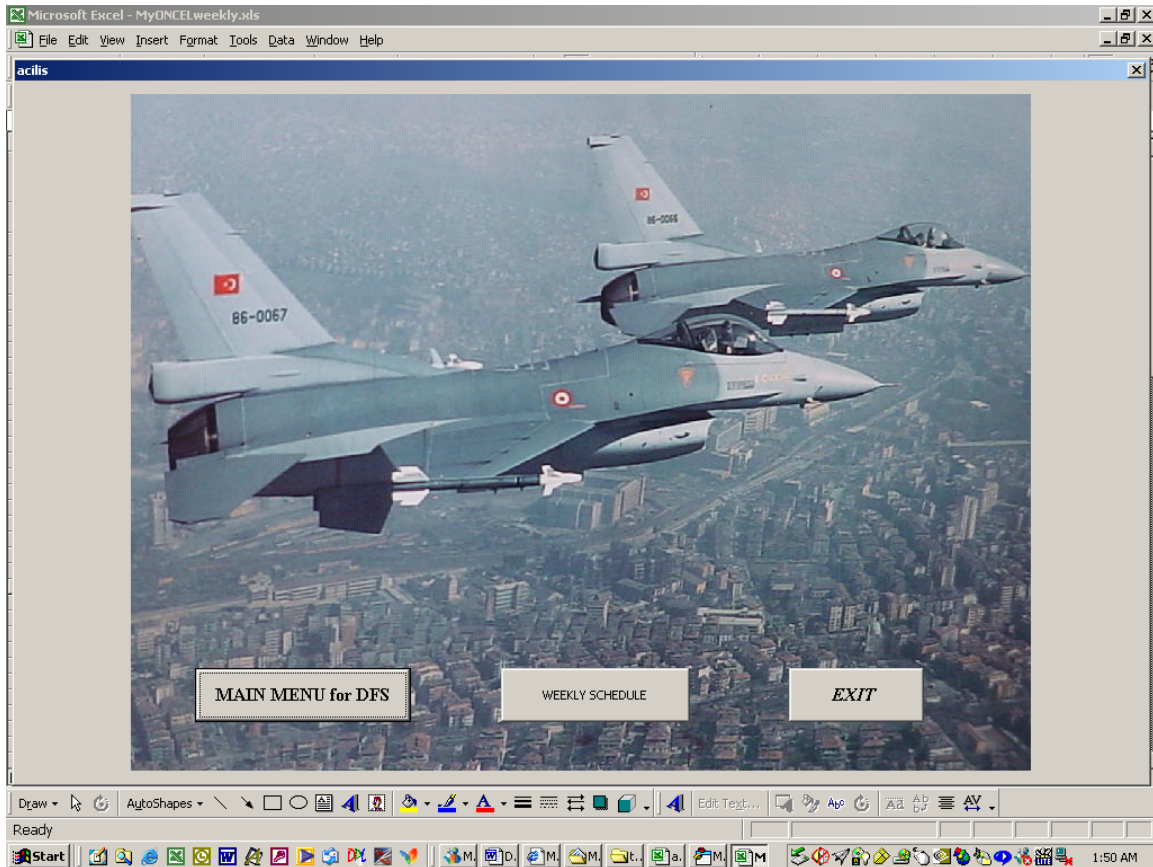 Microsoft Excel - MyONCELweekly.xls
File Edit View Insert Format Tools Data Window Help
acilis
86-0066
86-0067
MAIN MENU for DFS
WEEKLY SCHEDULE
EXIT
Draw AutoShapes Edit Text...
Ready
Start M. D. M. M. t.. a. M. M 1:50 AM